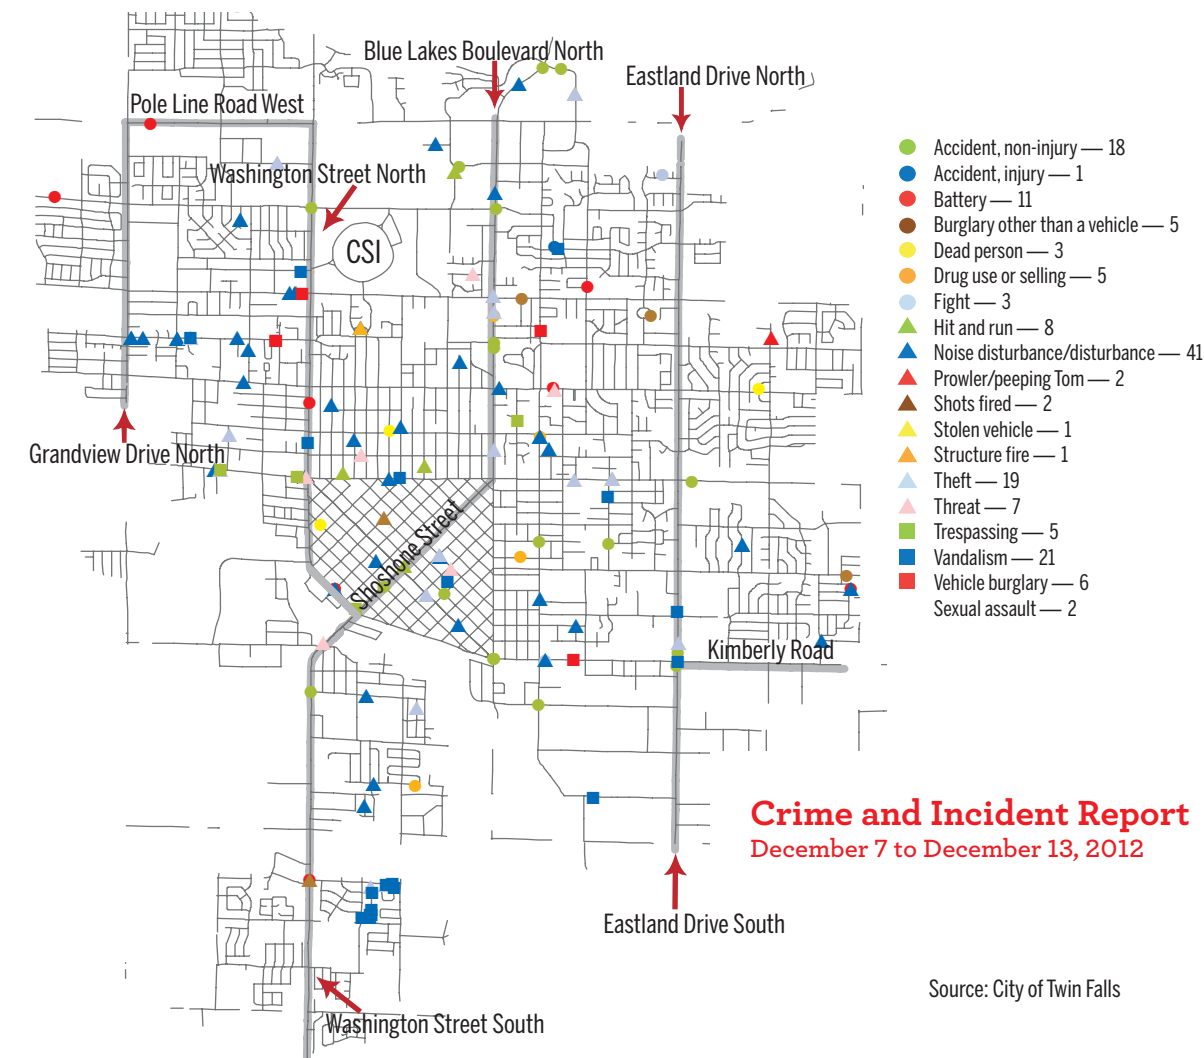 Blue Lakes Boulevard North
Eastland Drive North
Pole Line Road West
Washington Street North
CSI
Grandview Drive North
Shoshone Street
Kimberly Road
Eastland Drive South
Washington Street South
Accident, non-injury — 18
Accident, injury — 1
Battery — 11
Burglary other than a vehicle — 5
Dead person — 3
Drug use or selling — 5
Fight — 3
Hit and run — 8
Noise disturbance/disturbance — 41
Prowler/peeping Tom — 2
Shots fired — 2
Stolen vehicle — 1
Structure fire — 1
Theft — 19
Threat — 7
Trespassing — 5
Vandalism — 21
Vehicle burglary — 6
Sexual assault — 2
Crime and Incident Report
December 7 to December 13, 2012
Source: City of Twin Falls